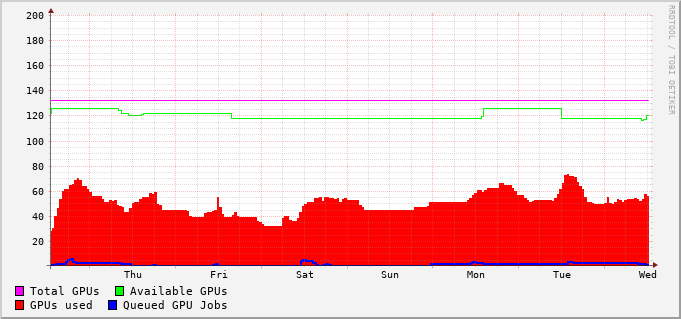 200
180
160
140
120
100
80
60
40
20
Thu Fri Sat Sun Mon Tue Wed
Total GPUs Available GPUs
GPUs used Queued GPU Jobs
RRDTOOL / TOBI OETIKER